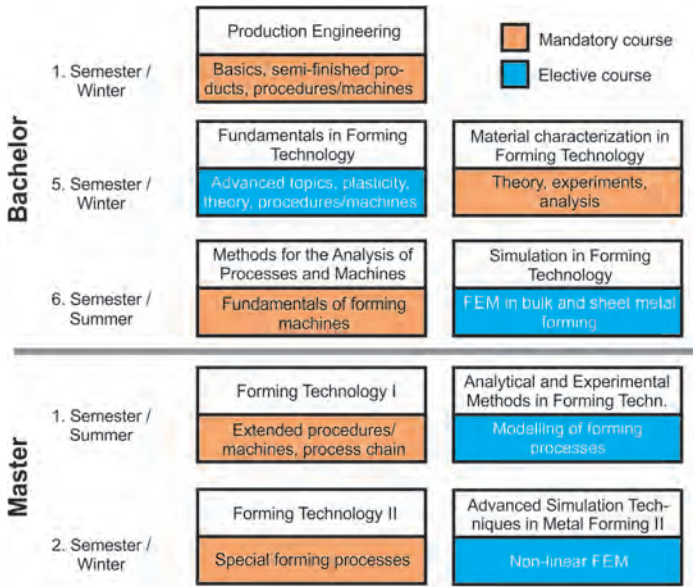 Production Engineering
Basics, semi-finished pro-
ducts, procedures/machines
Mandatory course
Elective course
Bachelor
1. Semester /
Winter
Fundamentals in Forming
Technology
Advanced topics, plasticity,
theory, procedures/machines
Material characterization in
Forming Technology
Theory, experiments,
analysis
5. Semester /
Winter
Methods for the Analysis of
Processes and Machines
Fundamentals of forming
machines
Simulation in Forming
Technology
FEM in bulk and sheet metal
forming
6. Semester /
Summer
Master
1. Semester /
Summer
Forming Technology I
Extended procedures/
machines, process chain
Analytical and Experimental
Methods in Forming Techn.
Modelling of forming
processes
2. Semester /
Winter
Forming Technology II
Special forming processes
Advanced Simulation Tech-
niques in Metal Forming II
Non-linear FEM